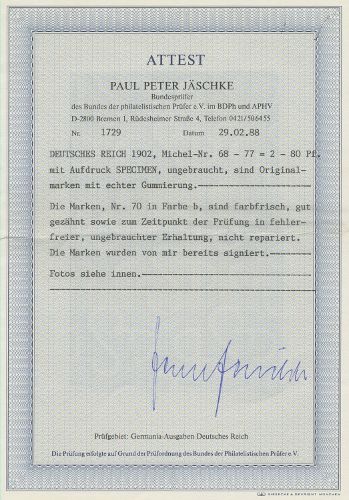 ATTEST
PAUL PETER JÄSCHKE
Bundesprüfer
des Bundes der philatelistischen Prüfer e.V. im BDPh und APHV
D-2800 Bremen 1, Rüdesheimer Straße 4, Telefon 0421/506455
Nr. 1729 Datum 29.02.88
DEUTSCHES REICH 1902, Michel-Nr. 68 - 77 = 2 - 80 Pf.
mit Aufdruck SPECIMEN, ungebraucht, sind Original-
marken mit echter Gummierung.
Die Marken, Nr. 70 in Farbe b, sind farbfrisch, gut
gezähnt sowie zum Zeitpunkt der Prüfung in fehler-
freier, ungebrauchter Erhaltung, nicht repariert.
Die Marken wurden von mir bereits signiert.
Fotos siehe innen.
Prüfgebiet: Germania-Ausgaben Deutsches Reich
Die Prüfung erfolgte auf Grund der Prüfordnung des Bundes der Philatelistischen Prüfer e.V.
GIESECKE & DEVRIENT MÜNCHEN